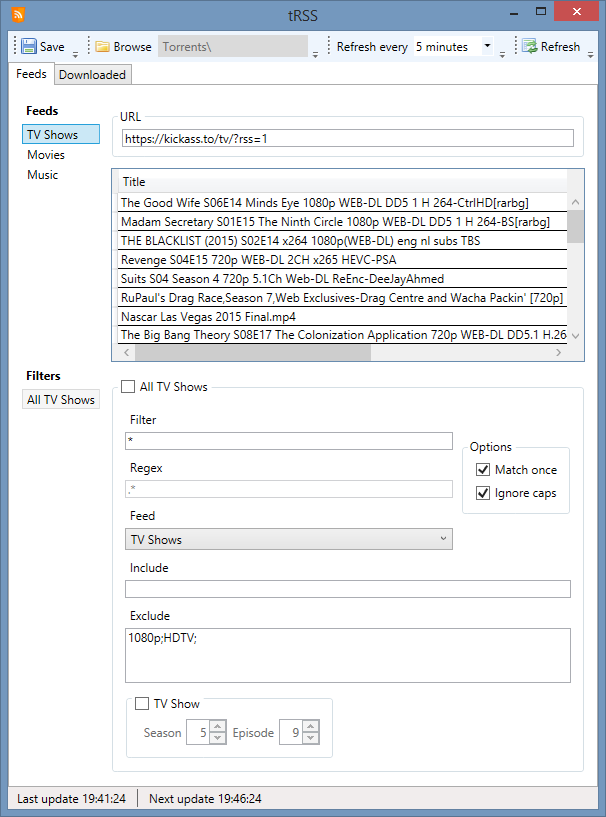 tRSS
Save Browse Torrents\ Refresh every 5 minutes Refresh
Feeds Downloaded
Feeds
TV Shows
Movies
Music
URL
https://kickass.to/tv/?rss=1
Title
The Good Wife S06E14 Minds Eye 1080p WEB-DL DD5 1 H 264-CtrlHD[rarbg]
Madam Secretary S01E15 The Ninth Circle 1080p WEB-DL DD5 1 H 264-BS[rarbg]
THE BLACKLIST (2015) S02E14 x264 1080p(WEB-DL) eng nl subs TBS
Revenge S04E15 720p WEB-DL 2CH x265 HEVC-PSA
Suits S04 Season 4 720p 5.1Ch Web-DL ReEnc-DeeJayAhmed
RuPaul's Drag Race,Season 7,Web Exclusives-Drag Centre and Wacha Packin' [720p]
Nascar Las Vegas 2015 Final.mp4
The Big Bang Theory S08E17 The Colonization Application 720p WEB-DL DD5.1 H.26
Filters
All TV Shows
All TV Shows
Filter
*
Regex
.*
Feed
TV Shows
Include
Exclude
1080p;HDTV;
Options
Match once
Ignore caps
TV Show
Season 5 Episode 9
Last update 19:41:24 Next update 19:46:24